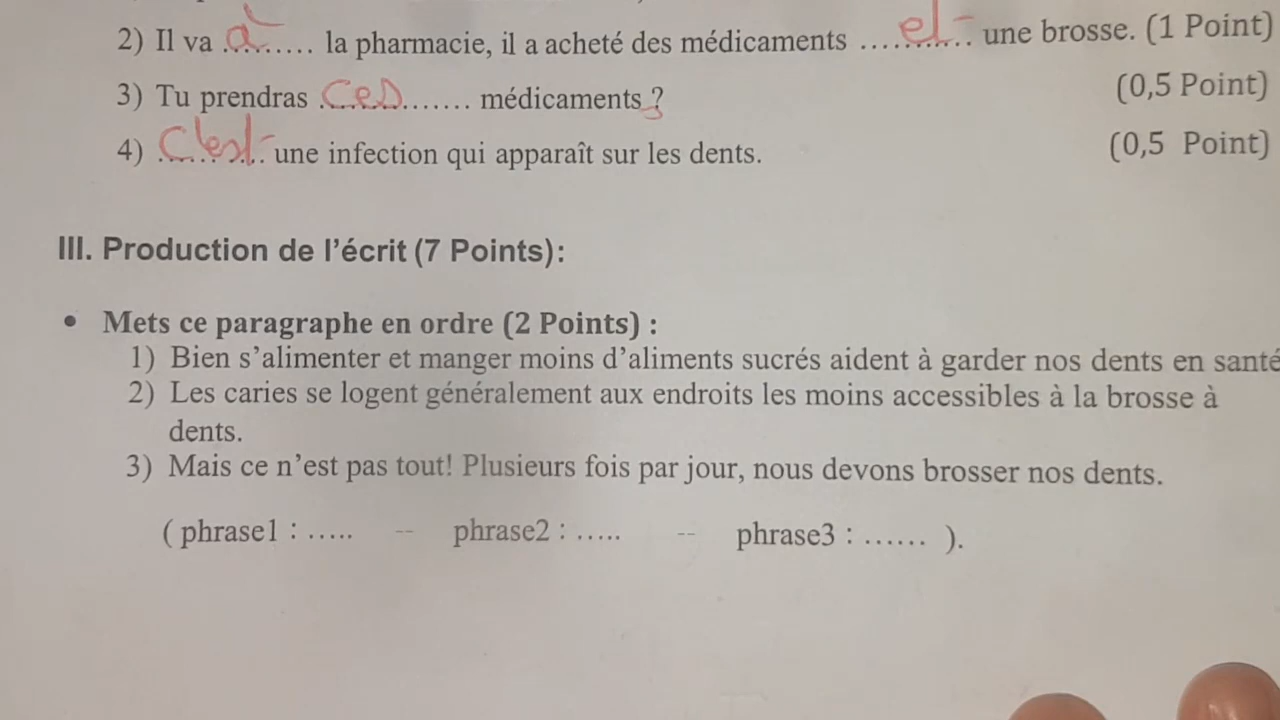 2) Il va à...... la pharmacie, il a acheté des médicaments ...et... une brosse. (1 Point)
3) Tu prendras .ces....... médicaments ? (0,5 Point)
4) .C'est.. une infection qui apparaît sur les dents. (0,5 Point)
III. Production de l'écrit (7 Points):
• Mets ce paragraphe en ordre (2 Points) :
1) Bien s'alimenter et manger moins d'aliments sucrés aident à garder nos dents en santé
2) Les caries se logent généralement aux endroits les moins accessibles à la brosse à
dents.
3) Mais ce n'est pas tout! Plusieurs fois par jour, nous devons brosser nos dents.
( phrase1 : ..... -- phrase2 : ..... -- phrase3 : ...... ).